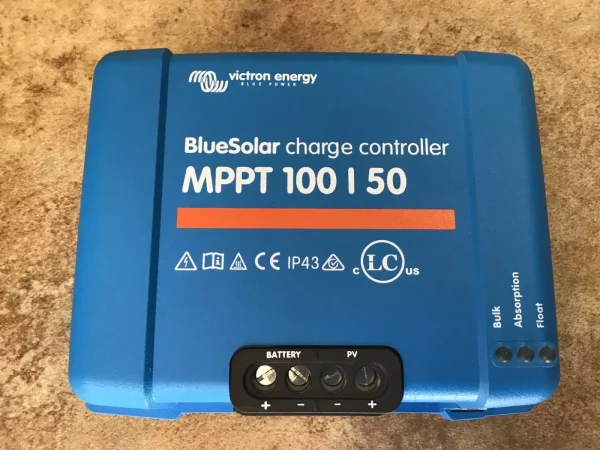 victron energy
BLUE POWER
BlueSolar charge controller
MPPT 100 | 50
CE IP43 c LC us
Bulk
Absorption
Float
BATTERY PV
+ − − +